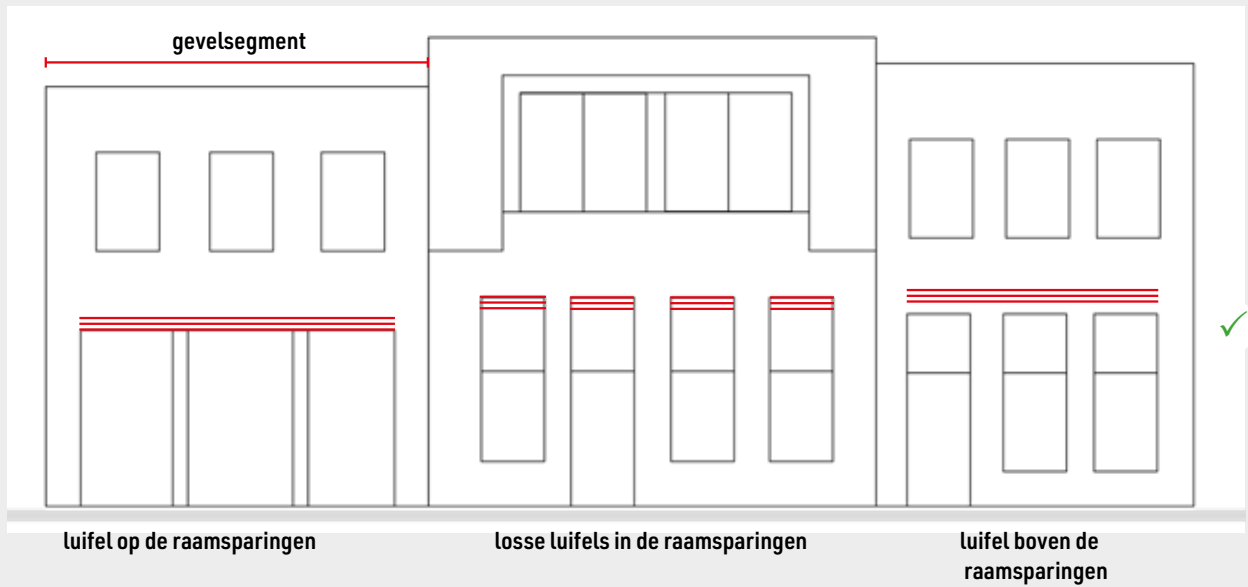 gevelsegment
luifel op de raamsparingen
losse luifels in de raamsparingen
luifel boven de
raamsparingen